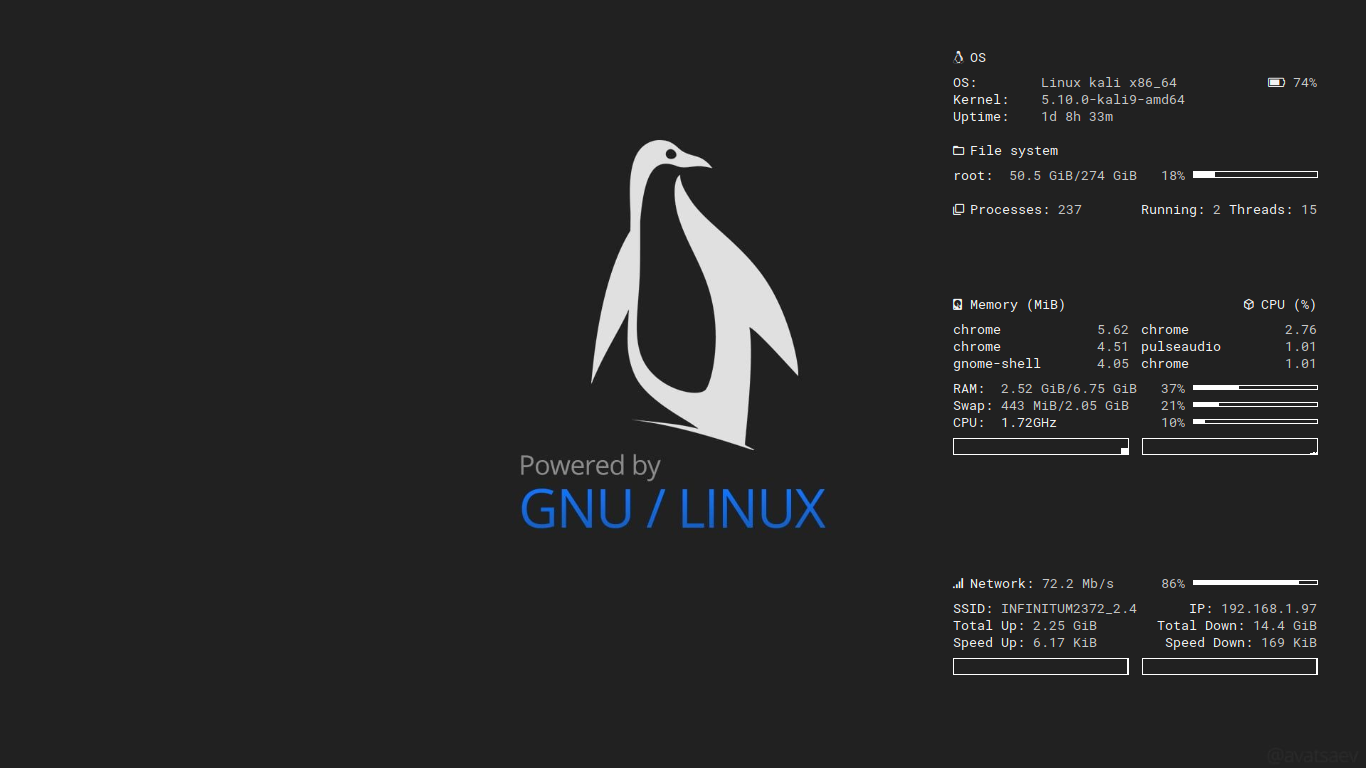 OS
OS: Linux kali x86_64 74%
Kernel: 5.10.0-kali9-amd64
Uptime: 1d 8h 33m
File system
root: 50.5 GiB/274 GiB 18%
Processes: 237 Running: 2 Threads: 15
Memory (MiB) CPU (%)
chrome 5.62 chrome 2.76
chrome 4.51 pulseaudio 1.01
gnome-shell 4.05 chrome 1.01
RAM: 2.52 GiB/6.75 GiB 37%
Swap: 443 MiB/2.05 GiB 21%
CPU: 1.72GHz 10%
Powered by
GNU / LINUX
Network: 72.2 Mb/s 86%
SSID: INFINITUM2372_2.4 IP: 192.168.1.97
Total Up: 2.25 GiB Total Down: 14.4 GiB
Speed Up: 6.17 KiB Speed Down: 169 KiB
@avatsaev